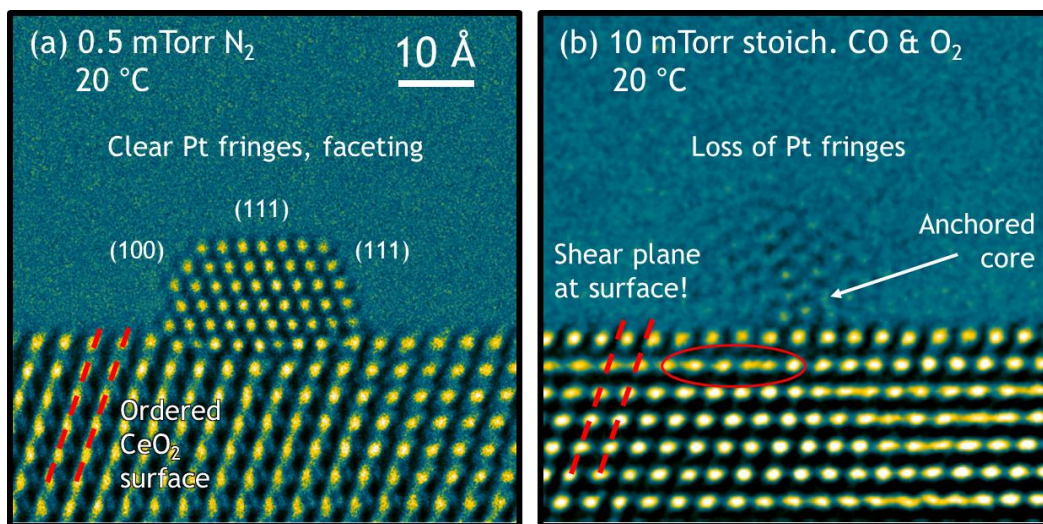 (a) 0.5 mTorr N₂
20 °C
10 Å
Clear Pt fringes, faceting
(111)
(100)
(111)
Ordered
CeO₂
surface
(b) 10 mTorr stoich. CO & O₂
20 °C
Loss of Pt fringes
Anchored
core
Shear plane
at surface!